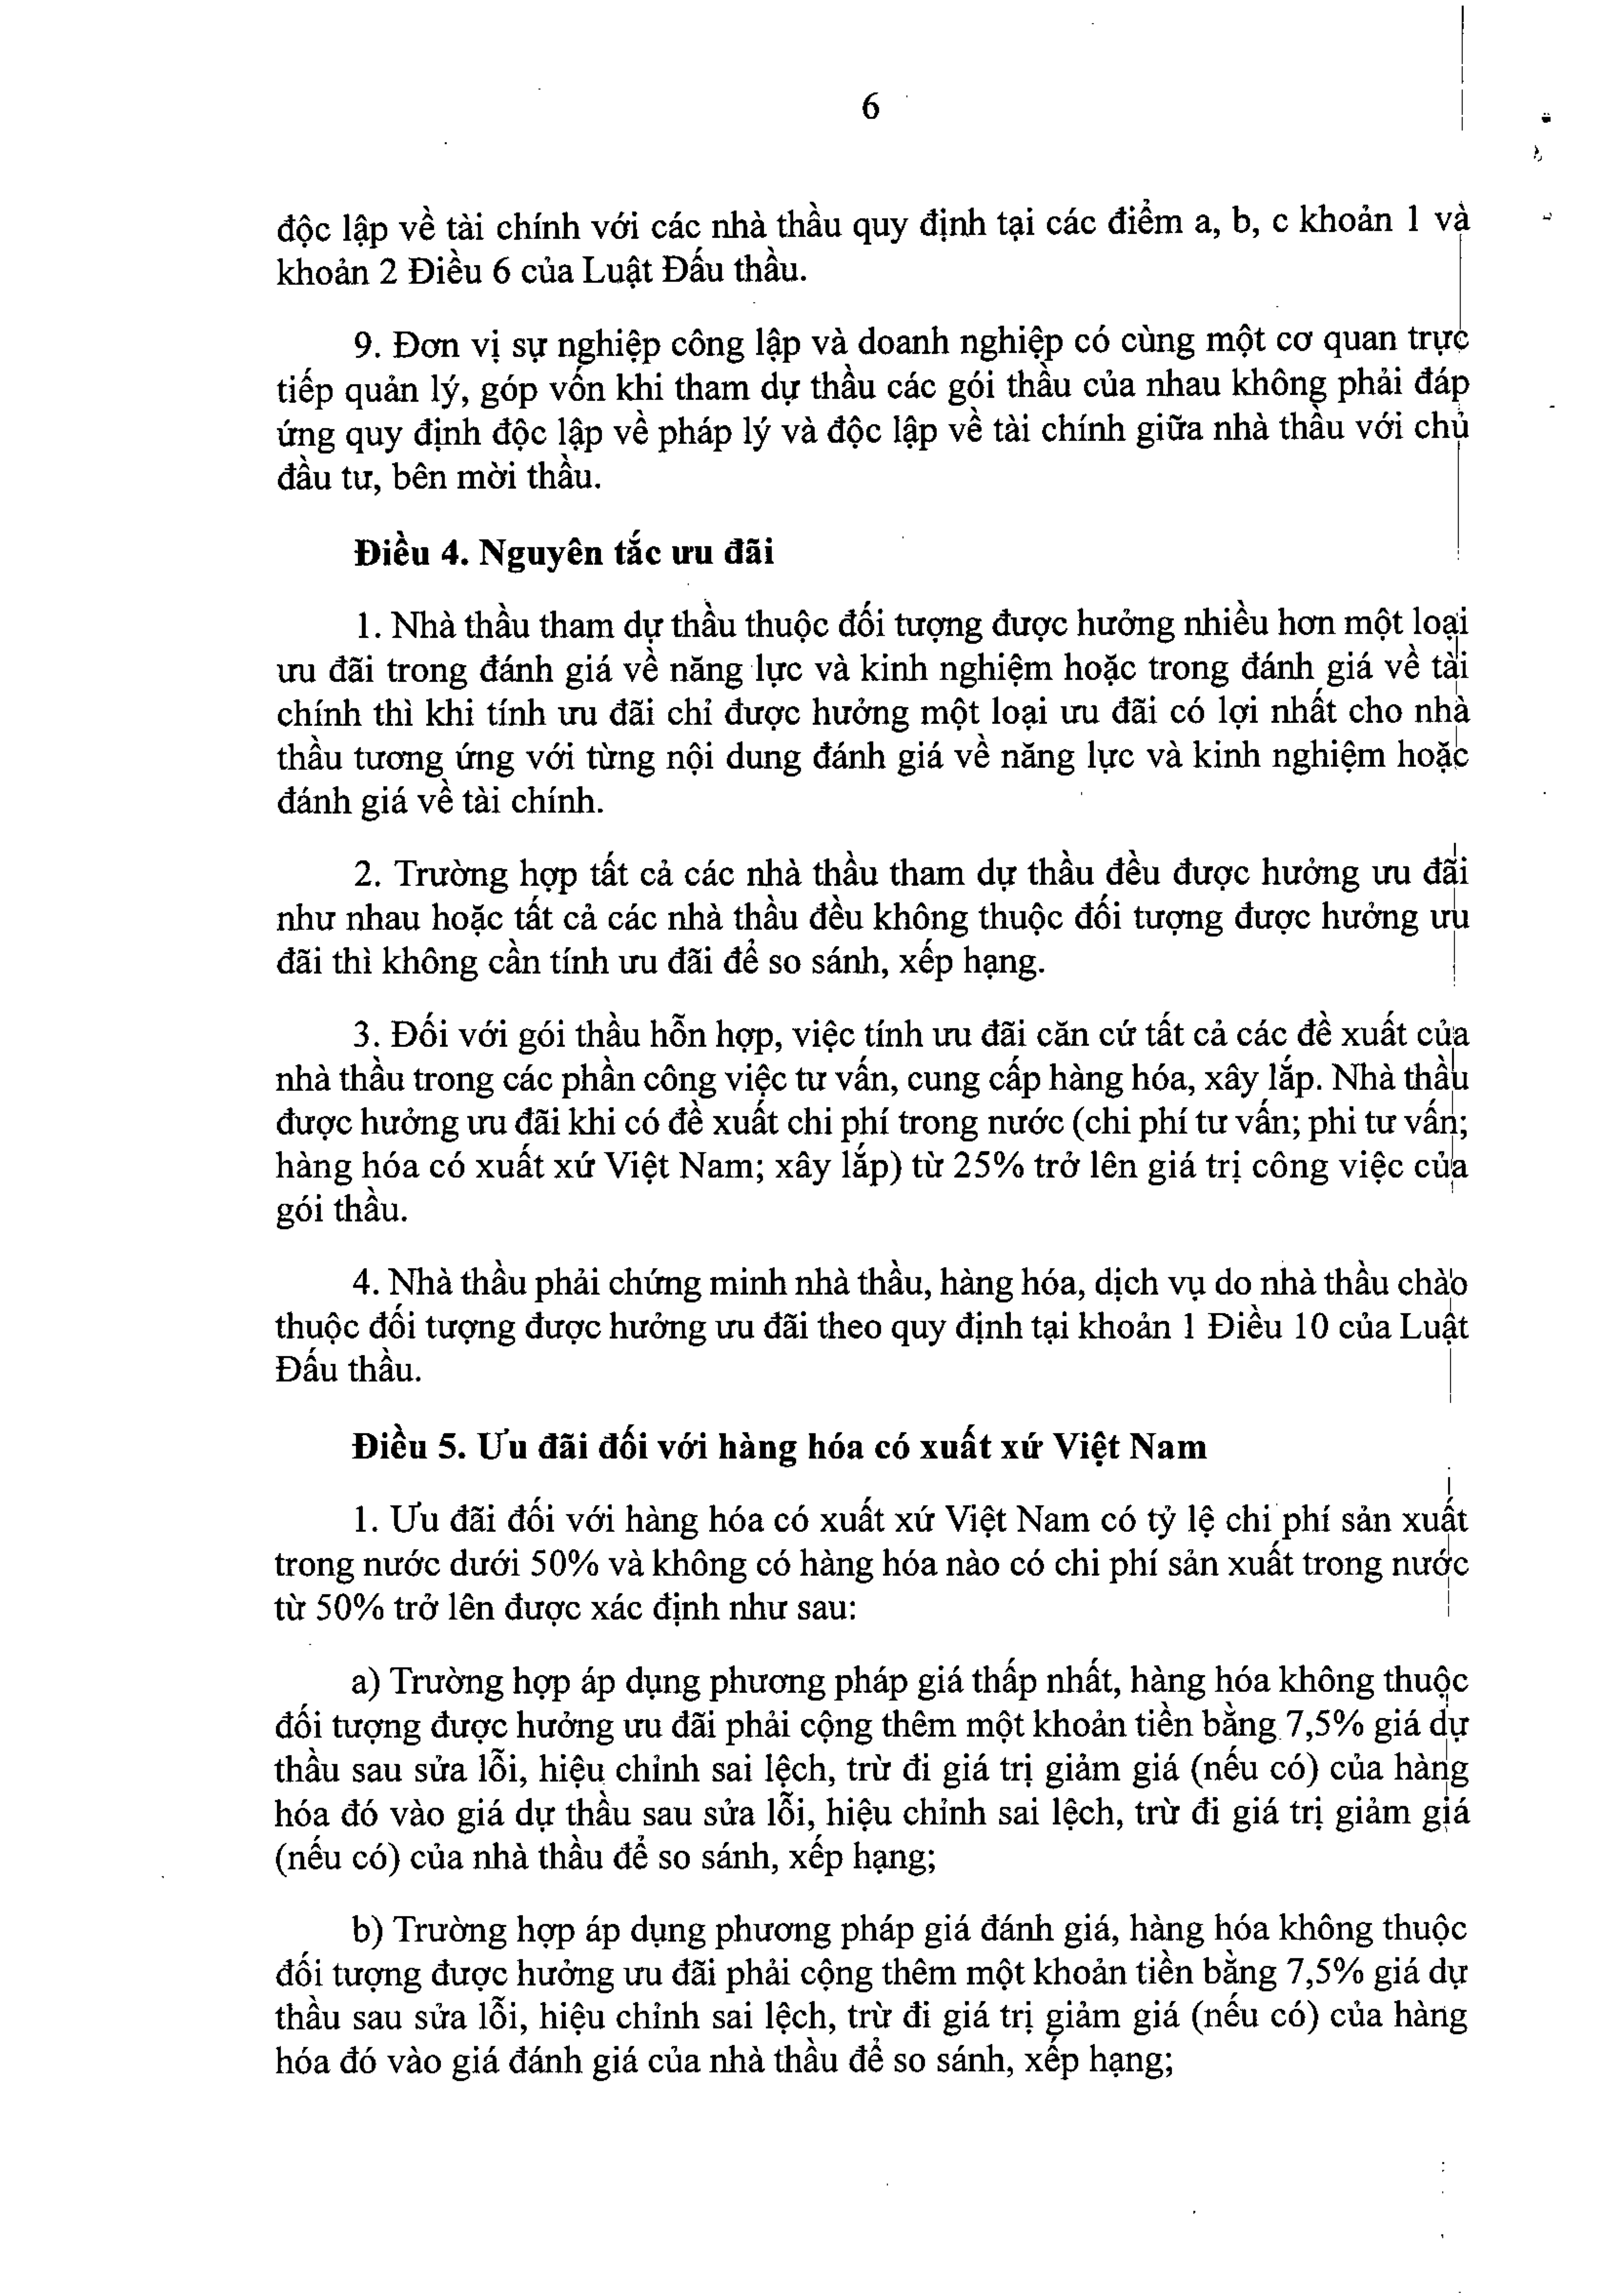 6
độc lập về tài chính với các nhà thầu quy định tại các điểm a, b, c khoản 1 và
khoản 2 Điều 6 của Luật Đấu thầu.
9. Đơn vị sự nghiệp công lập và doanh nghiệp có cùng một cơ quan trực
tiếp quản lý, góp vốn khi tham dự thầu các gói thầu của nhau không phải đáp
ứng quy định độc lập về pháp lý và độc lập về tài chính giữa nhà thầu với chủ
đầu tư, bên mời thầu.
Điều 4. Nguyên tắc ưu đãi
1. Nhà thầu tham dự thầu thuộc đối tượng được hưởng nhiều hơn một loại
ưu đãi trong đánh giá về năng lực và kinh nghiệm hoặc trong đánh giá về tài
chính thì khi tính ưu đãi chỉ được hưởng một loại ưu đãi có lợi nhất cho nhà
thầu tương ứng với từng nội dung đánh giá về năng lực và kinh nghiệm hoặc
đánh giá về tài chính.
2. Trường hợp tất cả các nhà thầu tham dự thầu đều được hưởng ưu đãi
như nhau hoặc tất cả các nhà thầu đều không thuộc đối tượng được hưởng ưu
đãi thì không cần tính ưu đãi để so sánh, xếp hạng.
3. Đối với gói thầu hỗn hợp, việc tính ưu đãi căn cứ tất cả các đề xuất của
nhà thầu trong các phần công việc tư vấn, cung cấp hàng hóa, xây lắp. Nhà thầu
được hưởng ưu đãi khi có đề xuất chi phí trong nước (chi phí tư vấn; phi tư vấn;
hàng hóa có xuất xứ Việt Nam; xây lắp) từ 25% trở lên giá trị công việc của
gói thầu.
4. Nhà thầu phải chứng minh nhà thầu, hàng hóa, dịch vụ do nhà thầu chào
thuộc đối tượng được hưởng ưu đãi theo quy định tại khoản 1 Điều 10 của Luật
Đấu thầu.
Điều 5. Ưu đãi đối với hàng hóa có xuất xứ Việt Nam
1. Ưu đãi đối với hàng hóa có xuất xứ Việt Nam có tỷ lệ chi phí sản xuất
trong nước dưới 50% và không có hàng hóa nào có chi phí sản xuất trong nước
từ 50% trở lên được xác định như sau:
a) Trường hợp áp dụng phương pháp giá thấp nhất, hàng hóa không thuộc
đối tượng được hưởng ưu đãi phải cộng thêm một khoản tiền bằng 7,5% giá dự
thầu sau sửa lỗi, hiệu chỉnh sai lệch, trừ đi giá trị giảm giá (nếu có) của hàng
hóa đó vào giá dự thầu sau sửa lỗi, hiệu chỉnh sai lệch, trừ đi giá trị giảm giá
(nếu có) của nhà thầu để so sánh, xếp hạng;
b) Trường hợp áp dụng phương pháp giá đánh giá, hàng hóa không thuộc
đối tượng được hưởng ưu đãi phải cộng thêm một khoản tiền bằng 7,5% giá dự
thầu sau sửa lỗi, hiệu chỉnh sai lệch, trừ đi giá trị giảm giá (nếu có) của hàng
hóa đó vào giá đánh giá của nhà thầu để so sánh, xếp hạng;